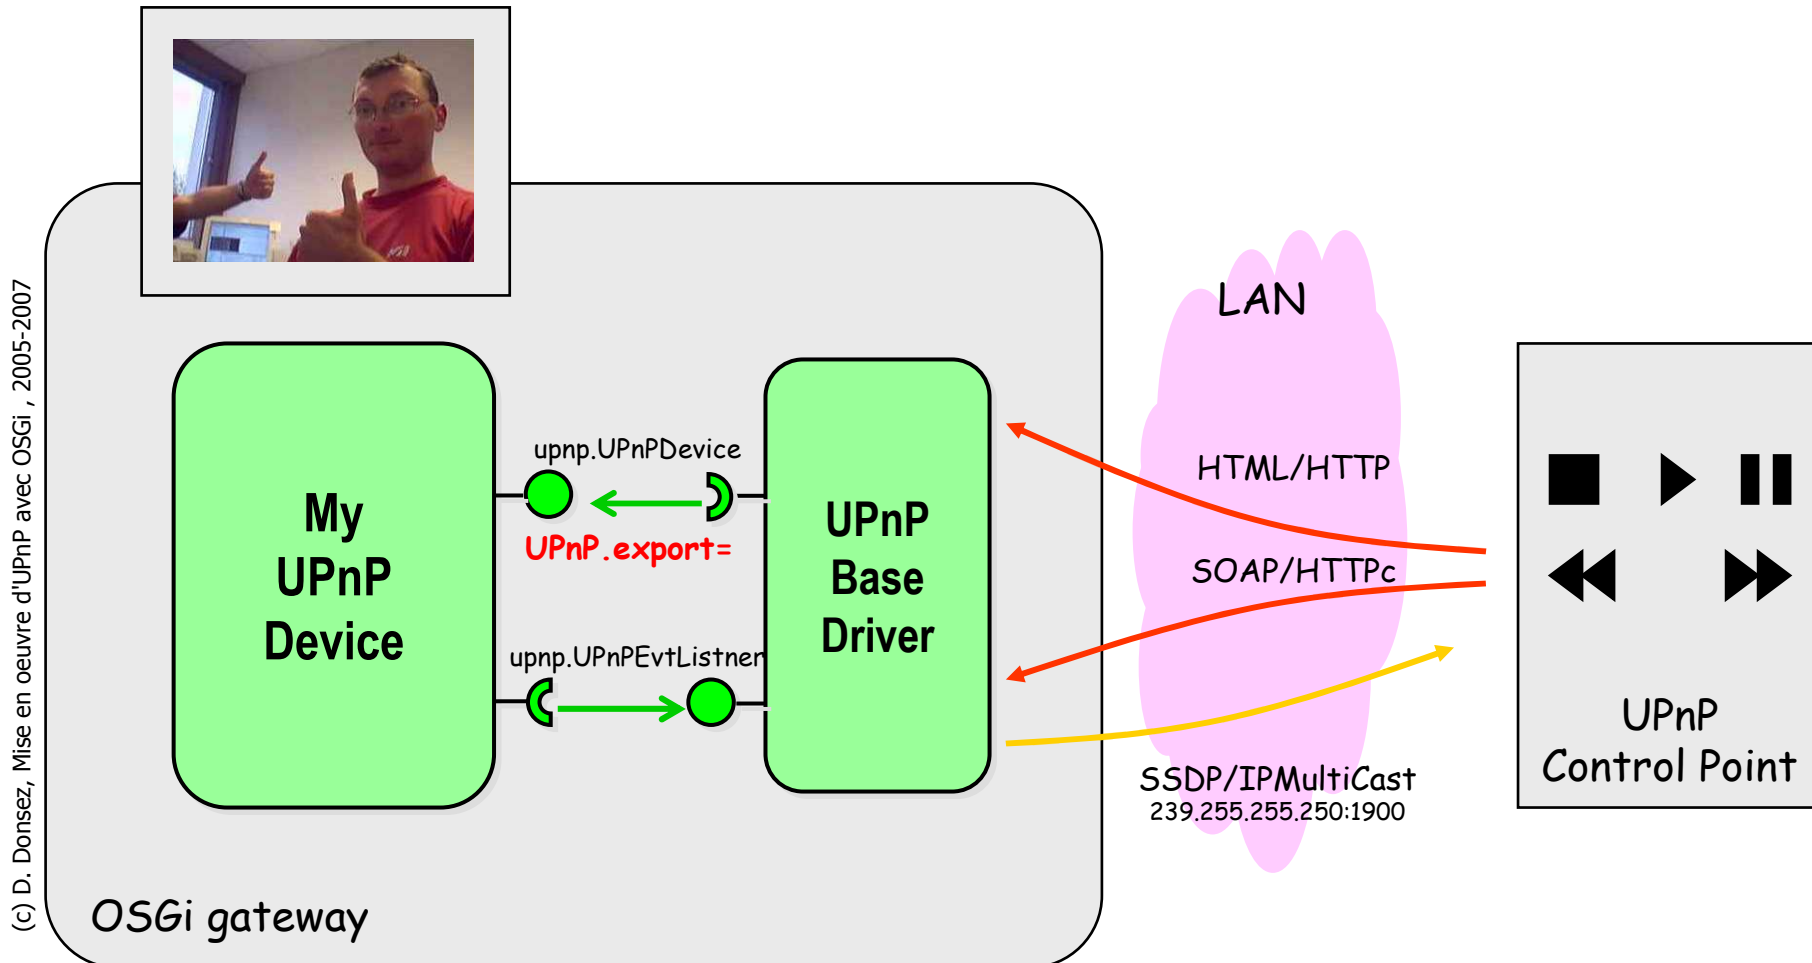 (c) D. Donsez, Mise en oeuvre d'UPnP avec OSGi , 2005-2007
LAN
upnp.UPnPDevice
HTML/HTTP
My
UPnP
Device
UPnP.export=
UPnP
Base
Driver
SOAP/HTTPc
upnp.UPnPEvtListner
UPnP
Control Point
SSDP/IPMultiCast
239.255.255.250:1900
OSGi gateway